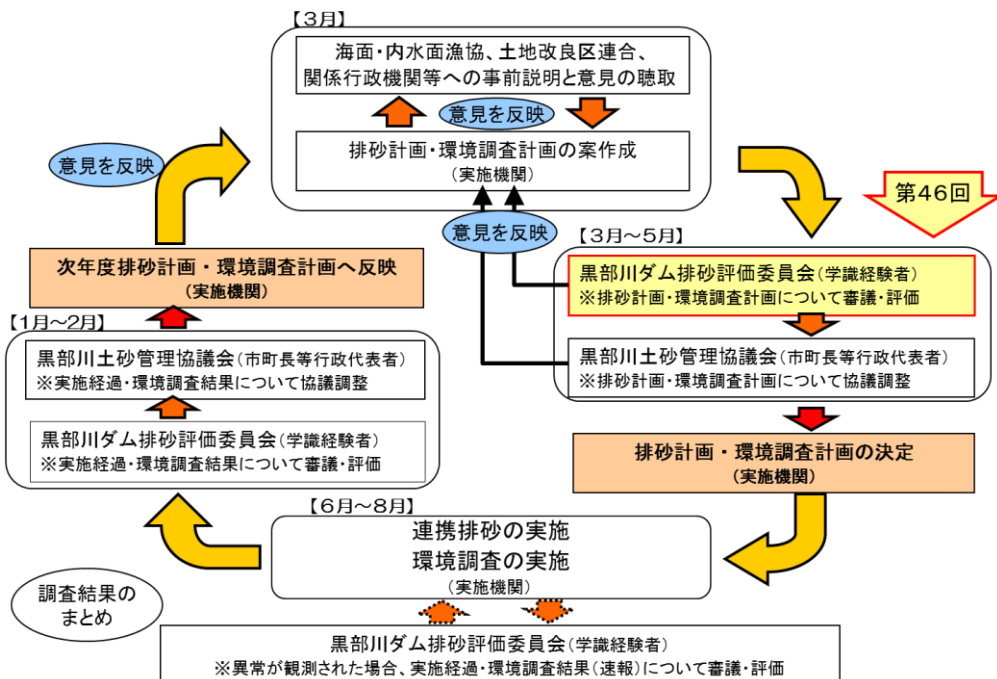 【3月】
海面・内水面漁協、土地改良区連合、
関係行政機関等への事前説明と意見の聴取
意見を反映
排砂計画・環境調査計画の案作成
(実施機関)
意見を反映
第46回
意見を反映
【3月～5月】
黒部川ダム排砂評価委員会(学識経験者)
※排砂計画・環境調査計画について審議・評価
黒部川土砂管理協議会(市町長等行政代表者)
※排砂計画・環境調査計画について協議調整
排砂計画・環境調査計画の決定
(実施機関)
【6月～8月】
連携排砂の実施
環境調査の実施
(実施機関)
黒部川ダム排砂評価委員会(学識経験者)
※異常が観測された場合、実施経過・環境調査結果(速報)について審議・評価
調査結果の
まとめ
【1月～2月】
黒部川土砂管理協議会(市町長等行政代表者)
※実施経過・環境調査結果について協議調整
黒部川ダム排砂評価委員会(学識経験者)
※実施経過・環境調査結果について審議・評価
次年度排砂計画・環境調査計画へ反映
(実施機関)